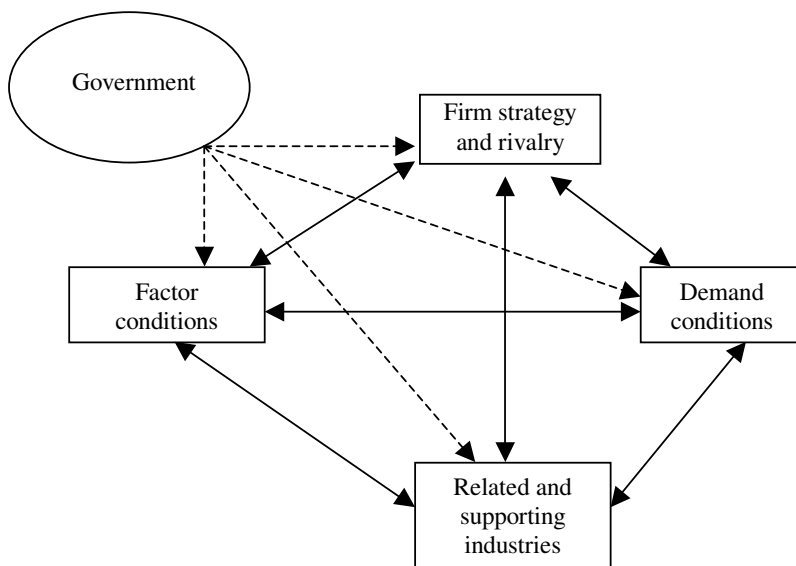 Government
Firm strategy
and rivalry
Factor
conditions
Demand
conditions
Related and
supporting
industries